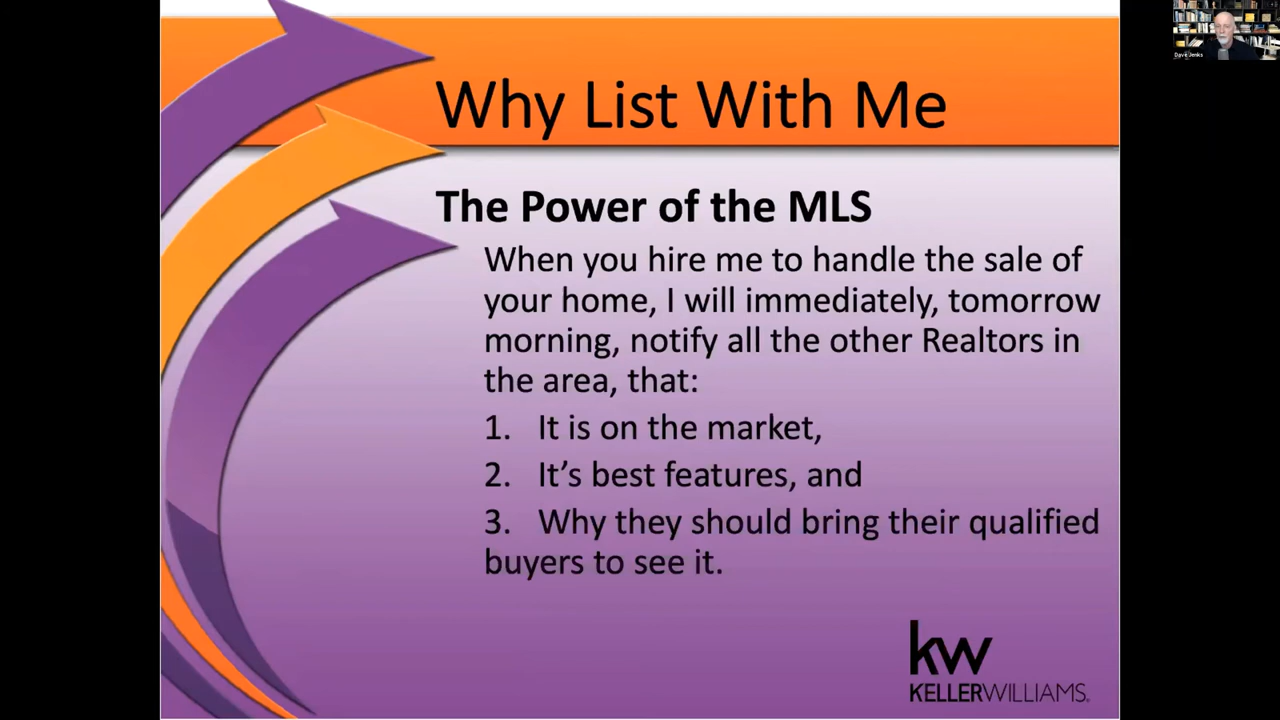 Why List With Me
The Power of the MLS
When you hire me to handle the sale of
your home, I will immediately, tomorrow
morning, notify all the other Realtors in
the area, that:
1. It is on the market,
2. It’s best features, and
3. Why they should bring their qualified
buyers to see it.
kw
KELLERWILLIAMS.
Dave Jenks